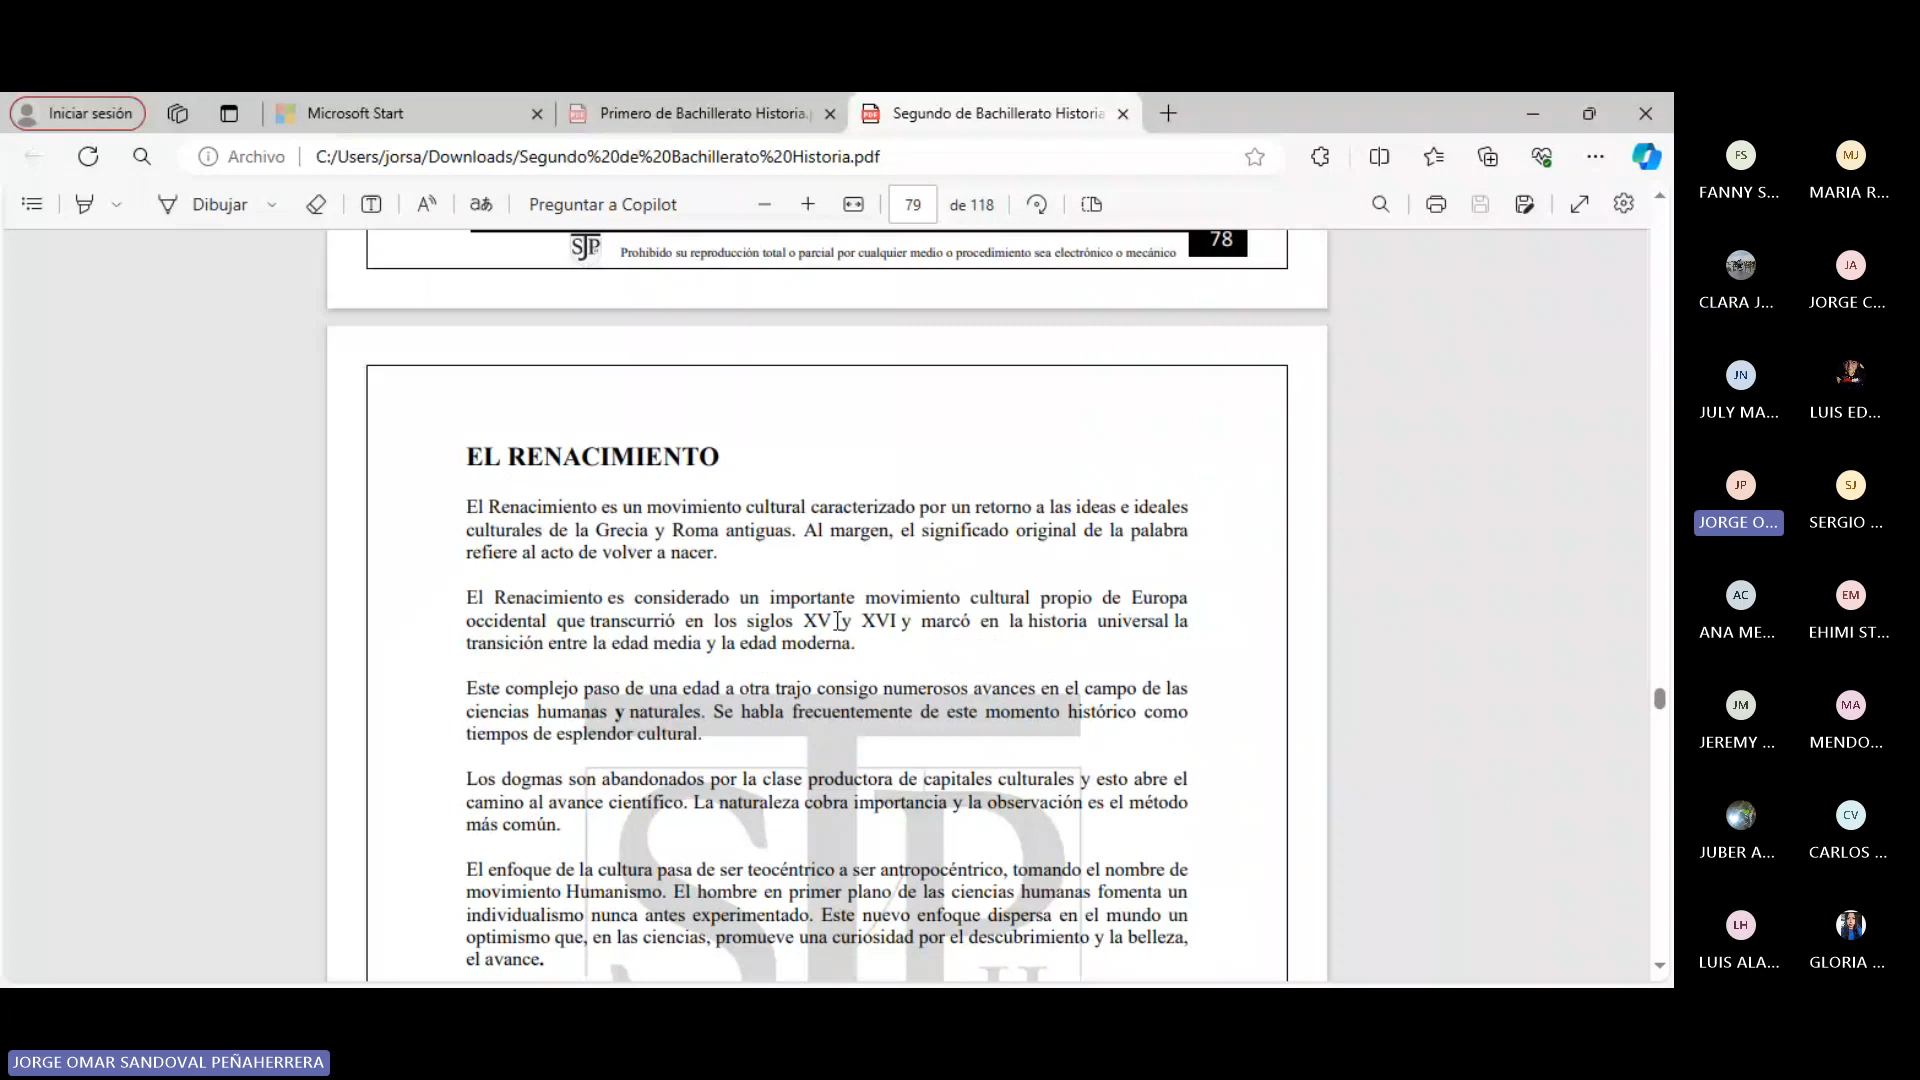 Iniciar sesión
Microsoft Start
Primero de Bachillerato Historia.
Segundo de Bachillerato Historia
Archivo
C:/Users/jorsa/Downloads/Segundo%20de%20Bachillerato%20Historia.pdf
Dibujar
Preguntar a Copilot
79
de 118
SJP
Prohibido su reproducción total o parcial por cualquier medio o procedimiento sea electrónico o mecánico
78
EL RENACIMIENTO
El Renacimiento es un movimiento cultural caracterizado por un retorno a las ideas e ideales
culturales de la Grecia y Roma antiguas. Al margen, el significado original de la palabra
refiere al acto de volver a nacer.
El Renacimiento es considerado un importante movimiento cultural propio de Europa
occidental que transcurrió en los siglos XV y XVI y marcó en la historia universal la
transición entre la edad media y la edad moderna.
Este complejo paso de una edad a otra trajo consigo numerosos avances en el campo de las
ciencias humanas y naturales. Se habla frecuentemente de este momento histórico como
tiempos de esplendor cultural.
Los dogmas son abandonados por la clase productora de capitales culturales y esto abre el
camino al avance científico. La naturaleza cobra importancia y la observación es el método
más común.
El enfoque de la cultura pasa de ser teocéntrico a ser antropocéntrico, tomando el nombre de
movimiento Humanismo. El hombre en primer plano de las ciencias humanas fomenta un
individualismo nunca antes experimentado. Este nuevo enfoque dispersa en el mundo un
optimismo que, en las ciencias, promueve una curiosidad por el descubrimiento y la belleza,
el avance.
FS
FANNY S...
MJ
MARIA R...
CLARA J...
JA
JORGE C...
JN
JULY MA...
LUIS ED...
JP
JORGE O...
SJ
SERGIO ...
AC
ANA ME...
EM
EHIMI ST...
JM
JEREMY ...
MA
MENDO...
JUBER A...
CV
CARLOS ...
LH
LUIS ALA...
GLORIA ...
JORGE OMAR SANDOVAL PEÑAHERRERA